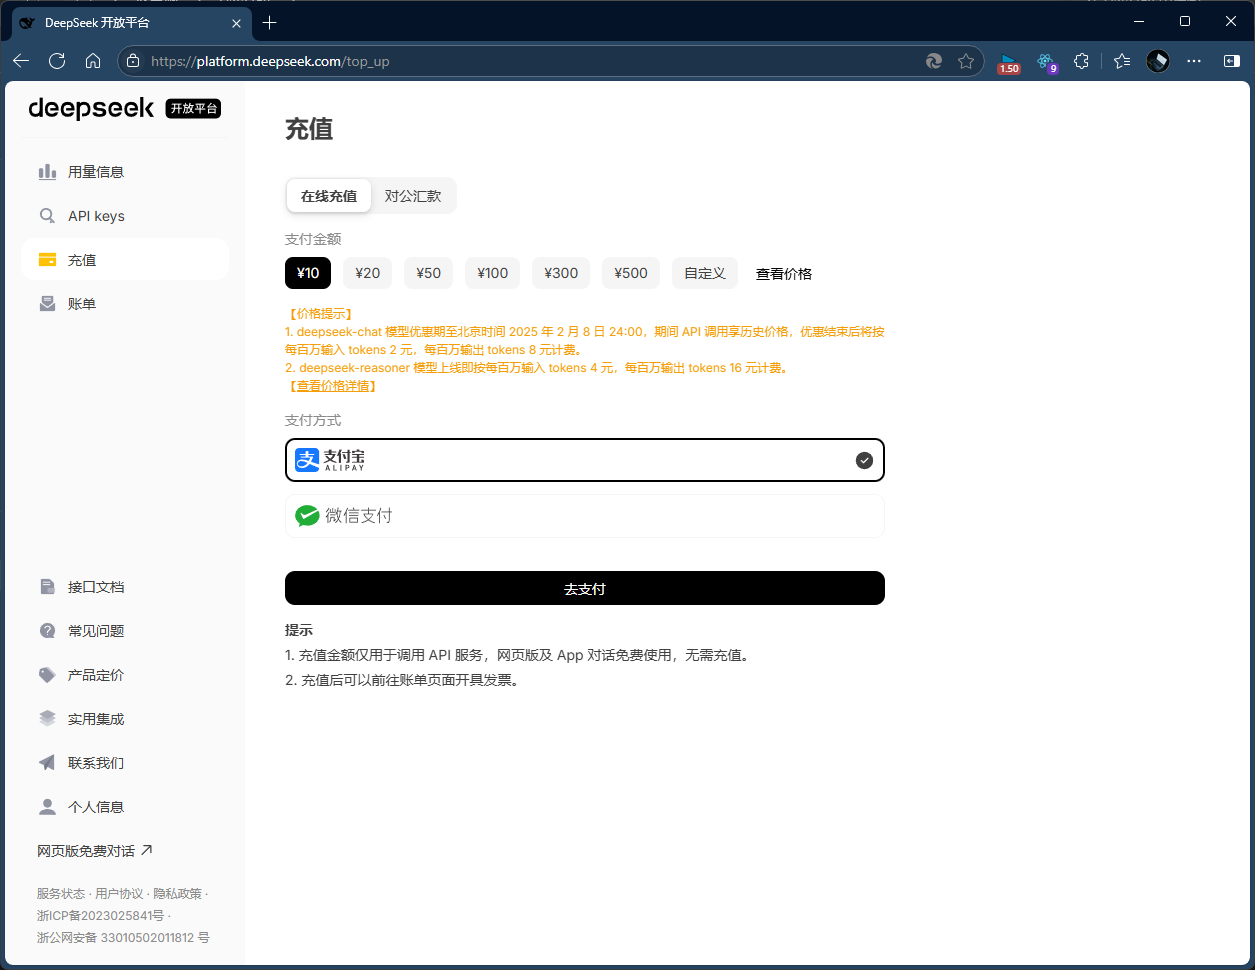 DeepSeek 开放平台
https://platform.deepseek.com/top_up
1.50
9
deepseek 开放平台
用量信息
API keys
充值
账单
接口文档
常见问题
产品定价
实用集成
联系我们
个人信息
网页版免费对话
服务状态 · 用户协议 · 隐私政策 ·
浙ICP备2023025841号 ·
浙公网安备 33010502011812 号
充值
在线充值 对公汇款
支付金额
¥10 ¥20 ¥50 ¥100 ¥300 ¥500 自定义 查看价格
【价格提示】
1. deepseek-chat 模型优惠期至北京时间 2025 年 2 月 8 日 24:00，期间 API 调用享历史价格，优惠结束后将按
每百万输入 tokens 2 元，每百万输出 tokens 8 元计费。
2. deepseek-reasoner 模型上线即按每百万输入 tokens 4 元，每百万输出 tokens 16 元计费。
【查看价格详情】
支付方式
支付宝
ALIPAY
微信支付
去支付
提示
1. 充值金额仅用于调用 API 服务，网页版及 App 对话免费使用，无需充值。
2. 充值后可以前往账单页面开具发票。